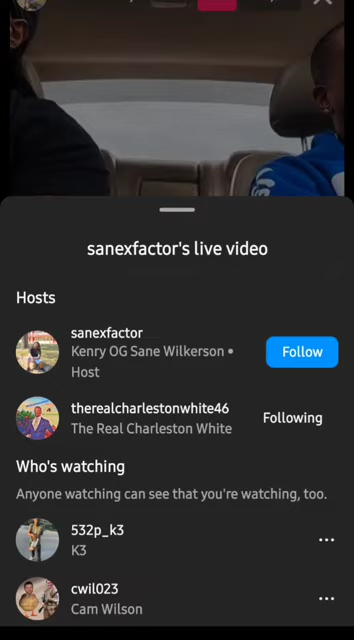 sanexfactor's live video
Hosts
sanexfactor
Kenry OG Sane Wilkerson •
Host
Follow
therealcharlestonwhite46
The Real Charleston White
Following
Who's watching
Anyone watching can see that you're watching, too.
532p_k3
K3
cwil023
Cam Wilson